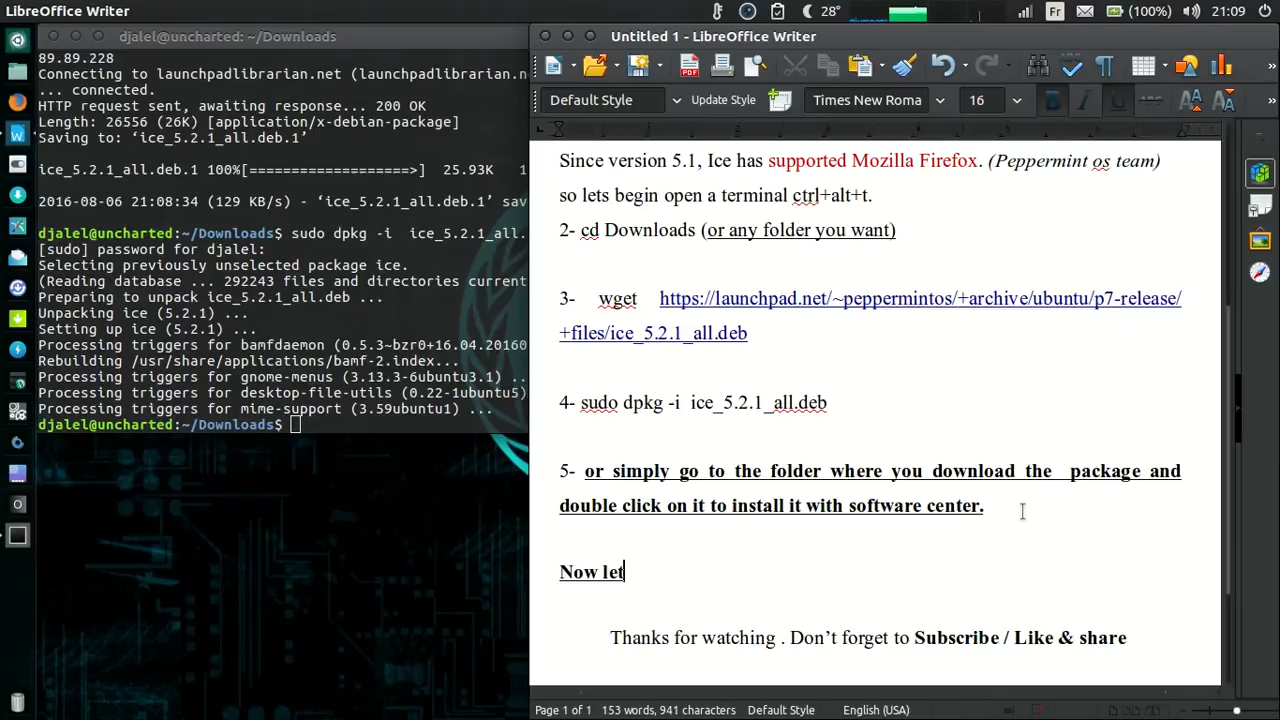 LibreOffice Writer
28°
Fr
(100%)
21:09
djalel@uncharted: ~/Downloads
89.89.228
Connecting to launchpadlibrarian.net (launchpadlibrarian.n
... connected.
HTTP request sent, awaiting response... 200 OK
Length: 26556 (26K) [application/x-debian-package]
Saving to: ‘ice_5.2.1_all.deb.1’
ice_5.2.1_all.deb.1 100%[===================>] 25.93K 1
2016-08-06 21:08:34 (129 KB/s) - ‘ice_5.2.1_all.deb.1’ sav
djalel@uncharted:~/Downloads$ sudo dpkg -i  ice_5.2.1_all.
[sudo] password for djalel:
Selecting previously unselected package ice.
(Reading database ... 292243 files and directories current
Preparing to unpack ice_5.2.1_all.deb ...
Unpacking ice (5.2.1) ...
Setting up ice (5.2.1) ...
Processing triggers for bamfdaemon (0.5.3~bzr0+16.04.20160
Rebuilding /usr/share/applications/bamf-2.index...
Processing triggers for gnome-menus (3.13.3-6ubuntu3.1) ..
Processing triggers for desktop-file-utils (0.22-1ubuntu5)
Processing triggers for mime-support (3.59ubuntu1) ...
djalel@uncharted:~/Downloads$
Untitled 1 - LibreOffice Writer
Default Style
Update Style
Times New Roma
16
Since version 5.1, Ice has supported Mozilla Firefox. (Peppermint os team)
so lets begin open a terminal ctrl+alt+t.
2- cd Downloads (or any folder you want)
3- wget https://launchpad.net/~peppermintos/+archive/ubuntu/p7-release/
+files/ice_5.2.1_all.deb
4- sudo dpkg -i  ice_5.2.1_all.deb
5- or simply go to the folder where you download the package and
double click on it to install it with software center.
Now let
Thanks for watching . Don’t forget to Subscribe / Like & share
Page 1 of 1
153 words, 941 characters
Default Style
English (USA)